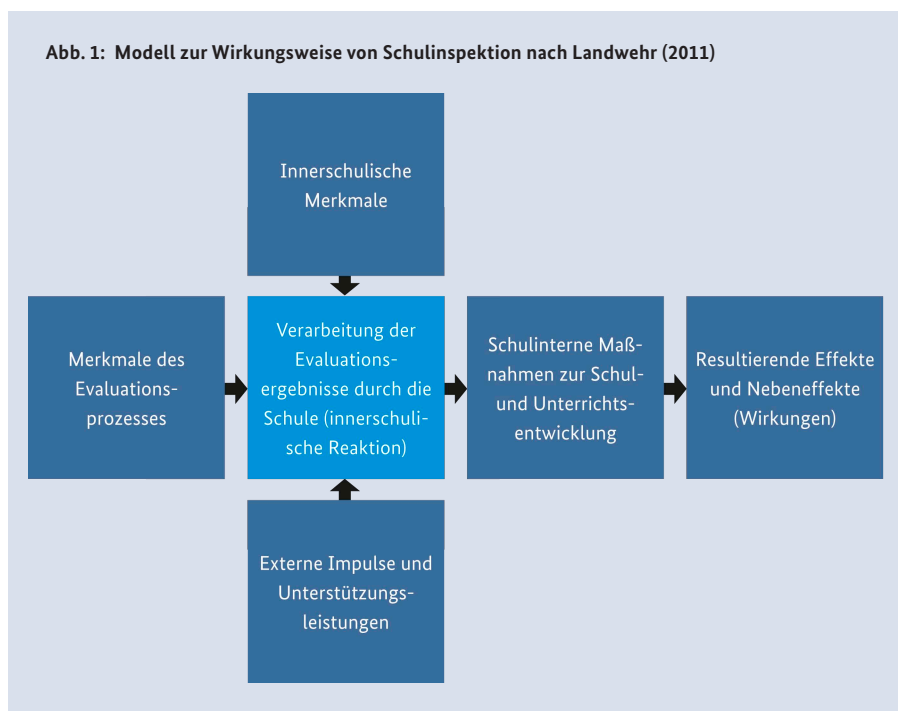 Abb. 1: Modell zur Wirkungsweise von Schulinspektion nach Landwehr (2011)
Innerschulische
Merkmale
Merkmale des
Evaluations-
prozesses
Verarbeitung der
Evaluations-
ergebnisse durch die
Schule (innerschuli-
sche Reaktion)
Schulinterne Maß-
nahmen zur Schul-
und Unterrichts-
entwicklung
Resultierende Effekte
und Nebeneffekte
(Wirkungen)
Externe Impulse und
Unterstützungs-
leistungen